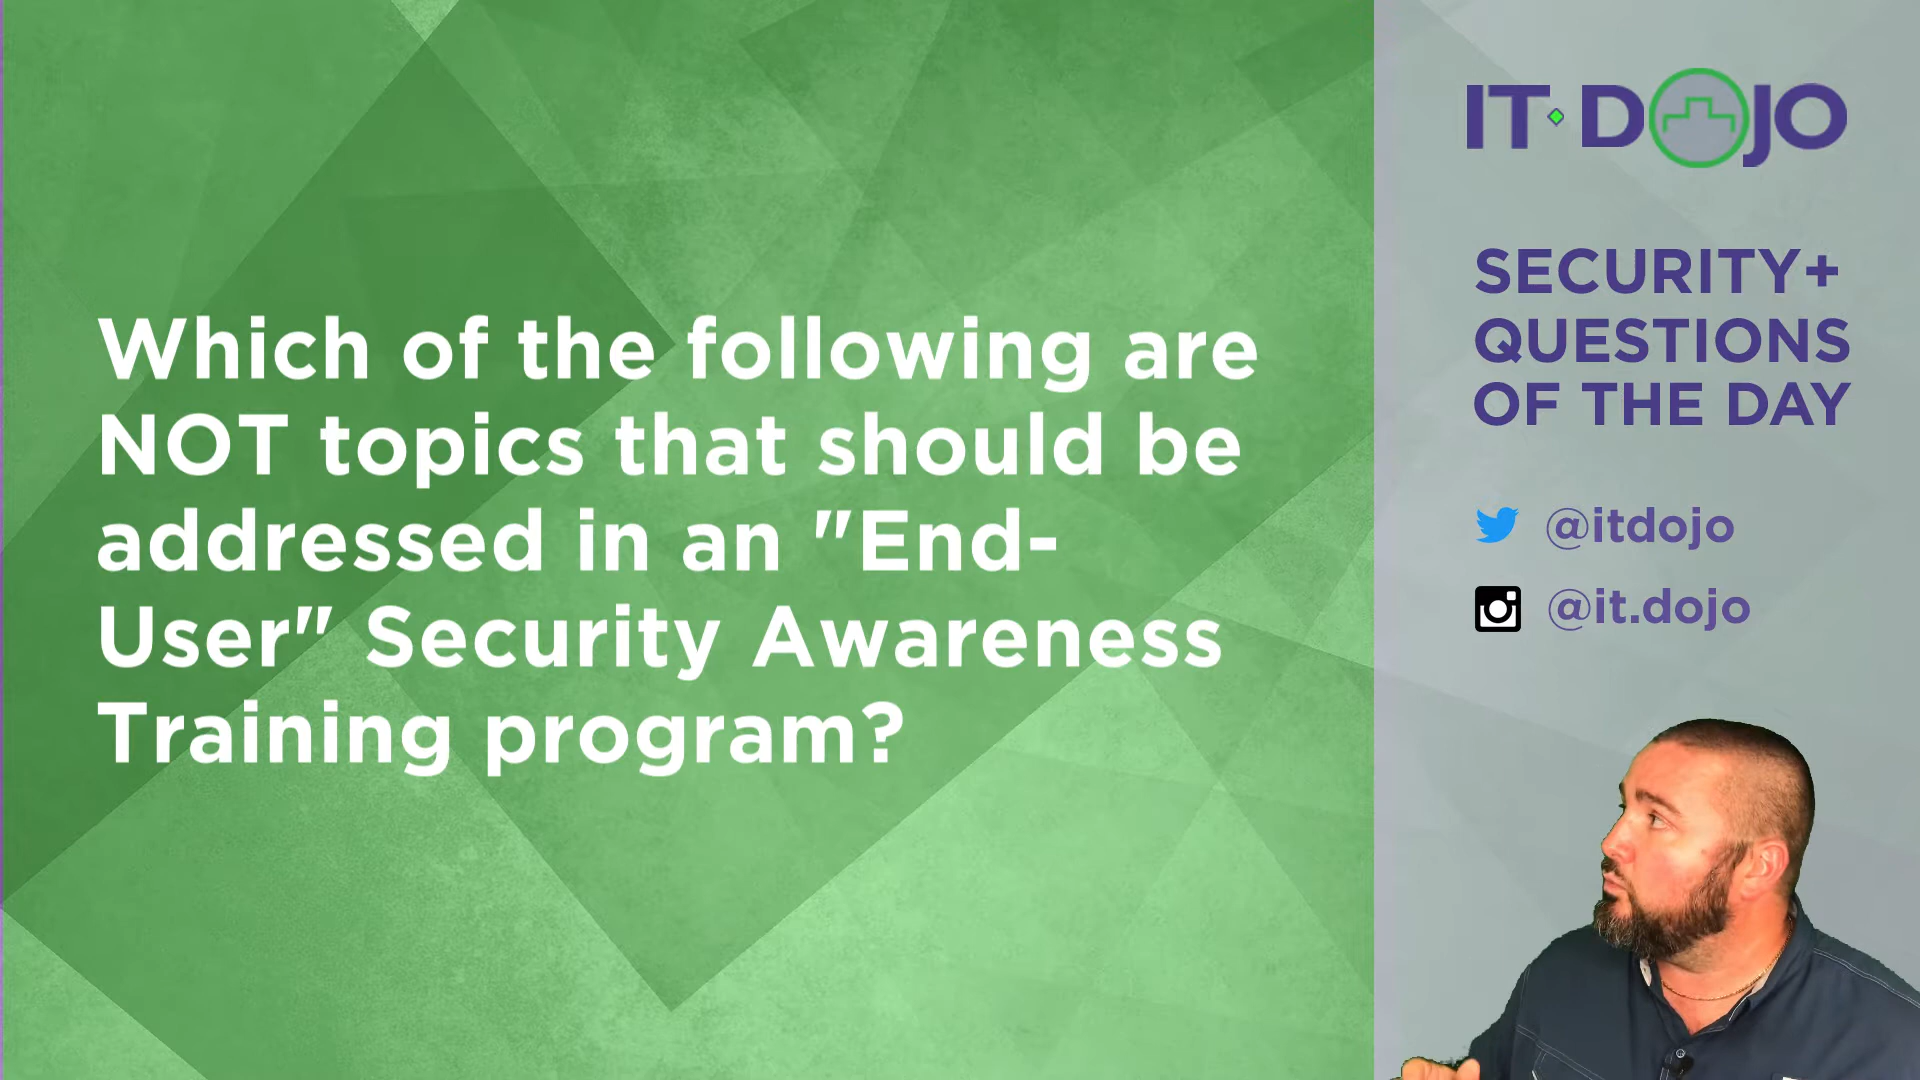 Which of the following are
NOT topics that should be
addressed in an "End-
User" Security Awareness
Training program?
IT DOJO
SECURITY+
QUESTIONS
OF THE DAY
@itdojo
@it.dojo